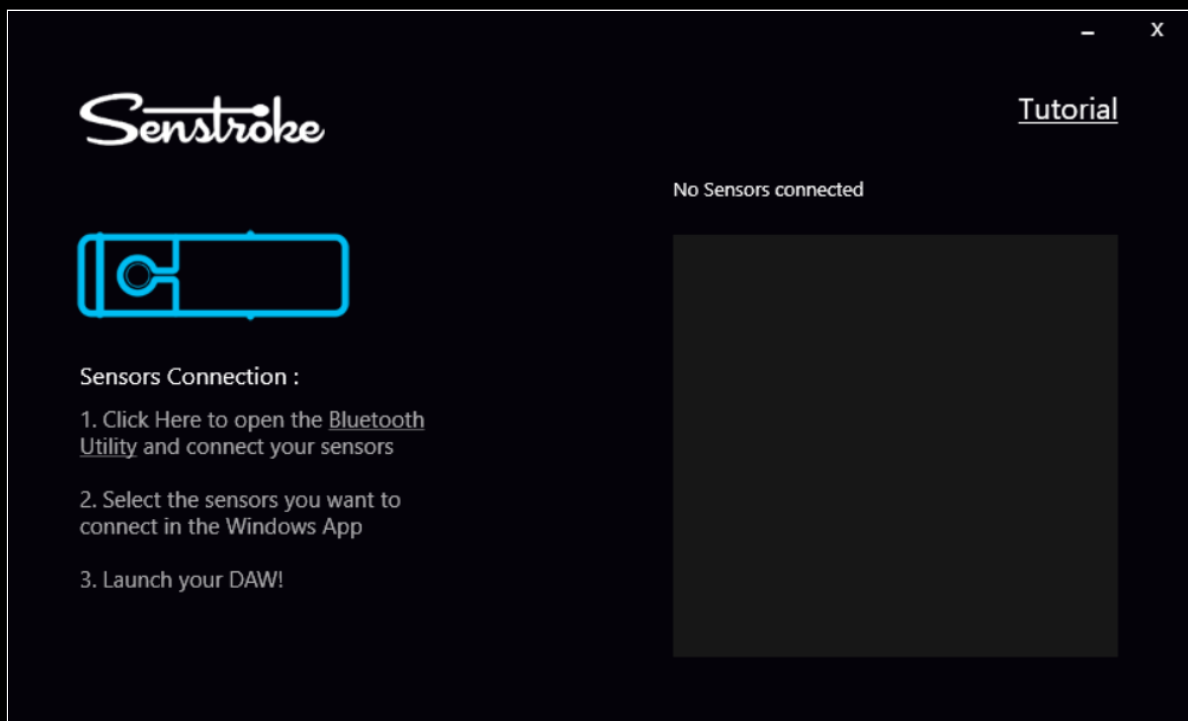 Senstroke
Tutorial
No Sensors connected
Sensors Connection :
1. Click Here to open the Bluetooth
Utility and connect your sensors
2. Select the sensors you want to
connect in the Windows App
3. Launch your DAW!